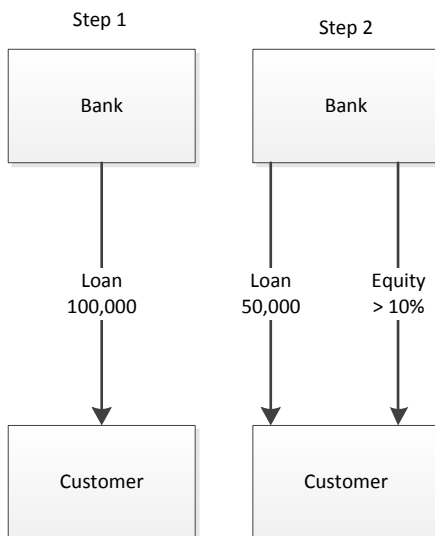 Step 1
Bank
Loan
100,000
Customer
Step 2
Bank
Loan
50,000
Equity
> 10%
Customer